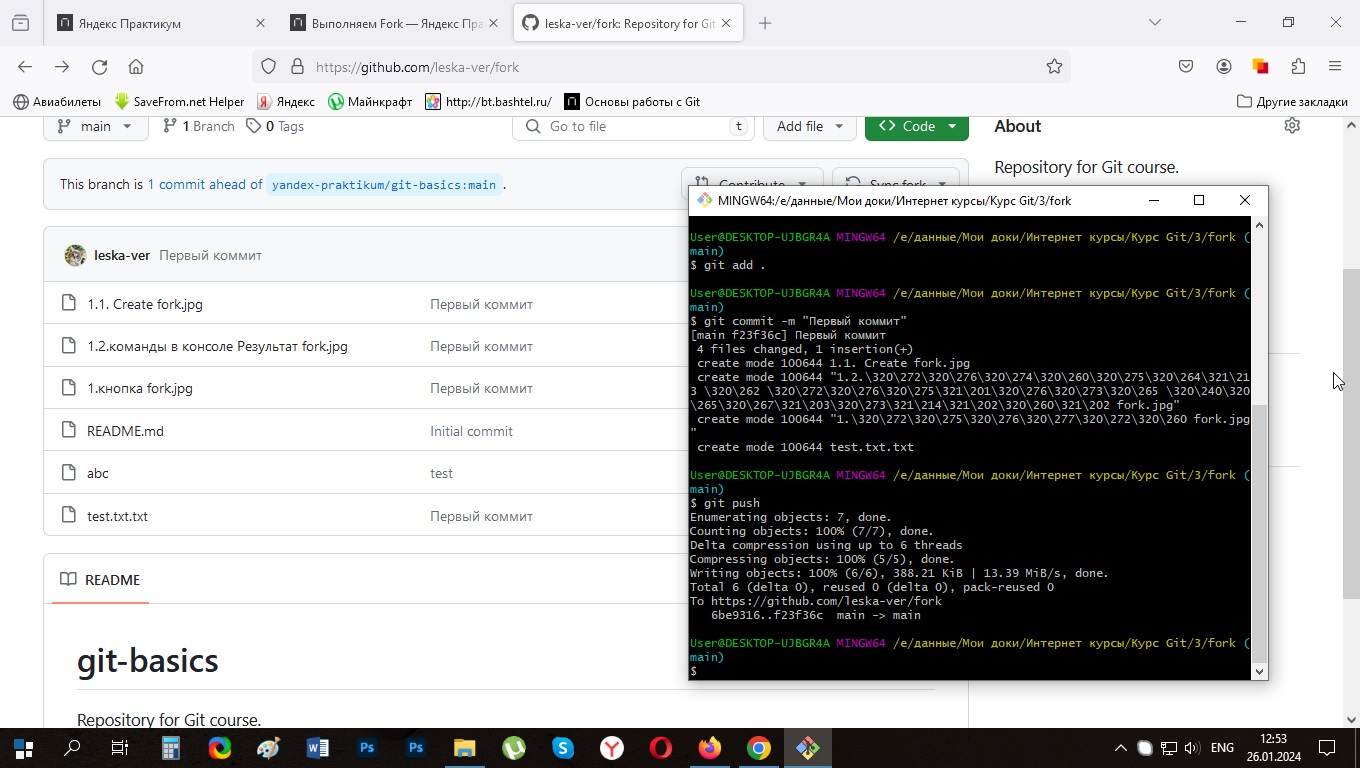 Яндекс Практикум
Выполняем Fork — Яндекс Пра
leska-ver/fork: Repository for Git
https://github.com/leska-ver/fork
Авиабилеты
SaveFrom.net Helper
Яндекс
Майнкрафт
http://bt.bashtel.ru/
Основы работы с Git
Другие закладки
main
1 Branch
0 Tags
Go to file
t
Add file
Code
About
Repository for Git course.
This branch is 1 commit ahead of yandex-praktikum/git-basics:main .
Contribute
Sync fork
leska-ver Первый коммит
1.1. Create fork.jpg Первый коммит
1.2.команды в консоле Результат fork.jpg Первый коммит
1.кнопка fork.jpg Первый коммит
README.md Initial commit
abc test
test.txt.txt Первый коммит
README
git-basics
Repository for Git course.
MINGW64:/e/данные/Мои доки/Интернет курсы/Курс Git/3/fork
User@DESKTOP-UJBGR4A MINGW64 /e/данные/Мои доки/Интернет курсы/Курс Git/3/fork (
main)
$ git add .
User@DESKTOP-UJBGR4A MINGW64 /e/данные/Мои доки/Интернет курсы/Курс Git/3/fork (
main)
$ git commit -m "Первый коммит"
[main f23f36c] Первый коммит
4 files changed, 1 insertion(+)
create mode 100644 1.1. Create fork.jpg
create mode 100644 "1.2.\320\272\320\276\320\274\320\260\320\275\320\264\321\21
3 \320\262 \320\272\320\276\320\275\321\201\320\276\320\273\320\265 \320\240\320
\265\320\267\321\203\320\273\321\214\321\202\320\260\321\202 fork.jpg"
create mode 100644 "1.\320\272\320\275\320\276\320\277\320\272\320\260 fork.jpg
"
create mode 100644 test.txt.txt
User@DESKTOP-UJBGR4A MINGW64 /e/данные/Мои доки/Интернет курсы/Курс Git/3/fork (
main)
$ git push
Enumerating objects: 7, done.
Counting objects: 100% (7/7), done.
Delta compression using up to 6 threads
Compressing objects: 100% (5/5), done.
Writing objects: 100% (6/6), 388.21 KiB | 13.39 MiB/s, done.
Total 6 (delta 0), reused 0 (delta 0), pack-reused 0
To https://github.com/leska-ver/fork
6be9316..f23f36c main -> main
User@DESKTOP-UJBGR4A MINGW64 /e/данные/Мои доки/Интернет курсы/Курс Git/3/fork (
main)
$
ENG
12:53
26.01.2024